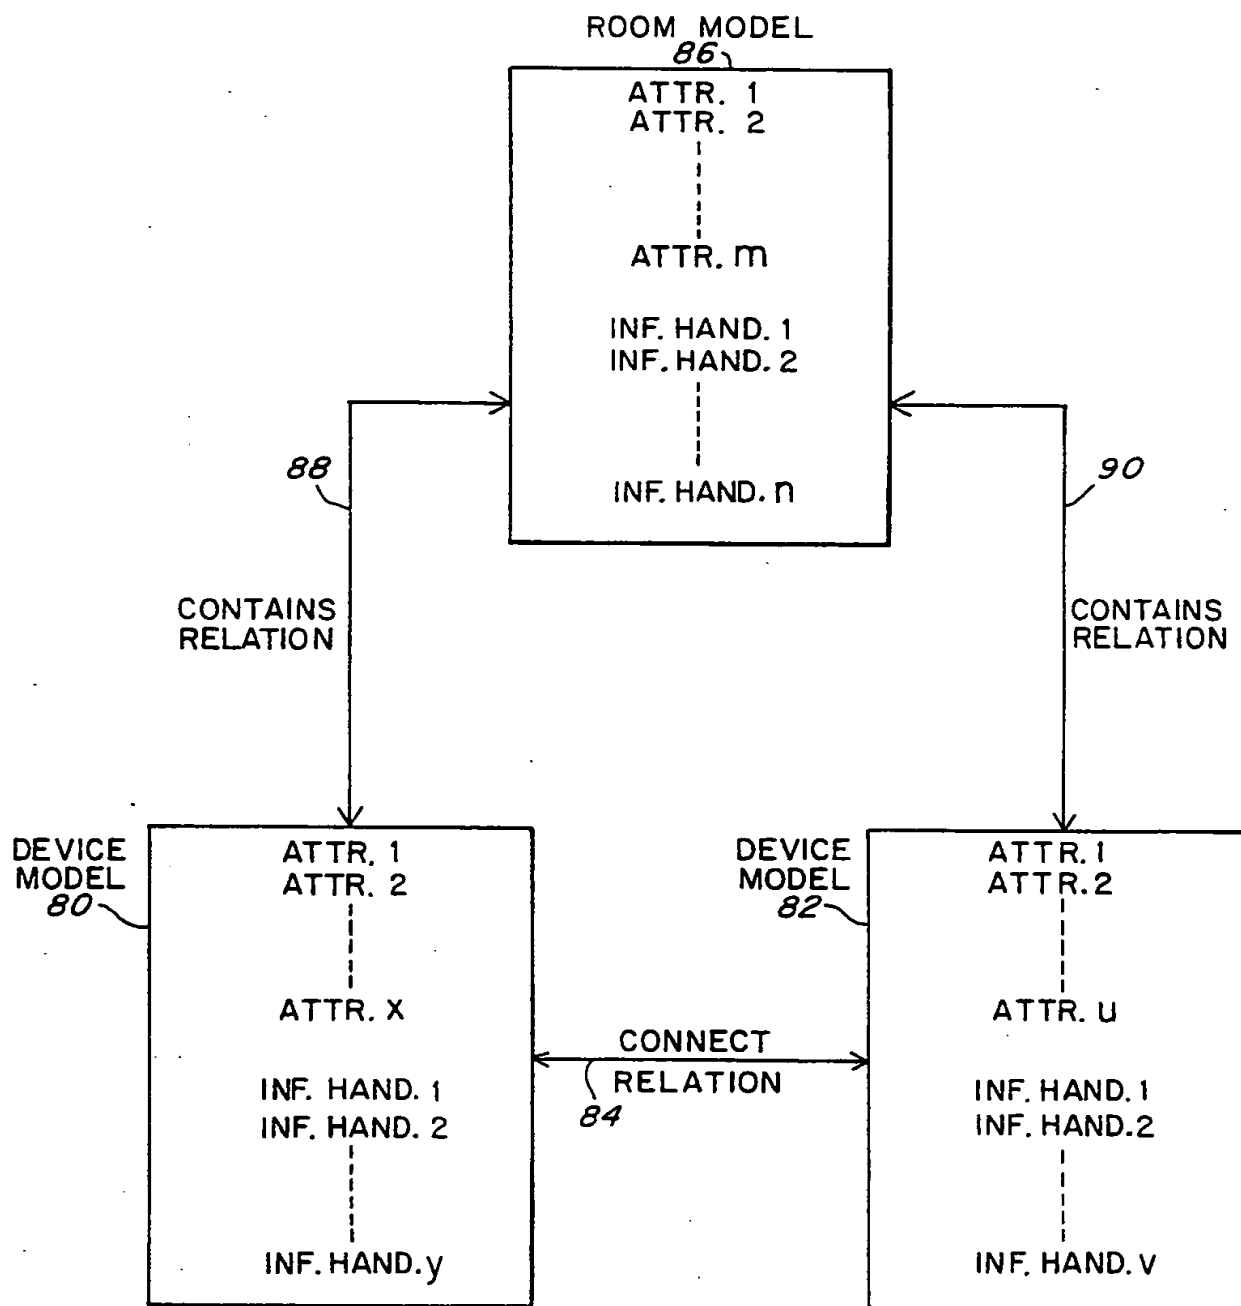 ROOM MODEL
86
ATTR. 1
ATTR. 2
ATTR. m
INF. HAND. 1
INF. HAND. 2
INF. HAND. n
88
CONTAINS
RELATION
90
CONTAINS
RELATION
DEVICE
MODEL
80
ATTR. 1
ATTR. 2
ATTR. x
INF. HAND. 1
INF. HAND. 2
INF. HAND. y
CONNECT
RELATION
84
DEVICE
MODEL
82
ATTR. 1
ATTR. 2
ATTR. u
INF. HAND. 1
INF. HAND. 2
INF. HAND. v